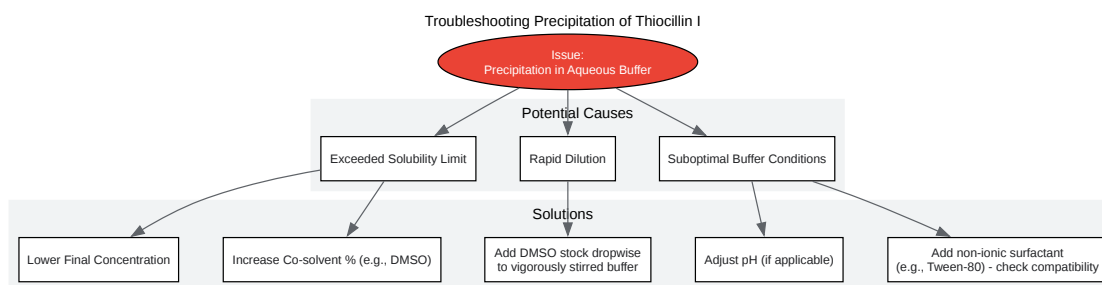 Troubleshooting Precipitation of Thiocillin I
Issue:
Precipitation in Aqueous Buffer
Potential Causes
Exceeded Solubility Limit
Rapid Dilution
Suboptimal Buffer Conditions
Solutions
Lower Final Concentration
Increase Co-solvent % (e.g., DMSO)
Add DMSO stock dropwise
to vigorously stirred buffer
Adjust pH (if applicable)
Add non-ionic surfactant
(e.g., Tween-80) - check compatibility